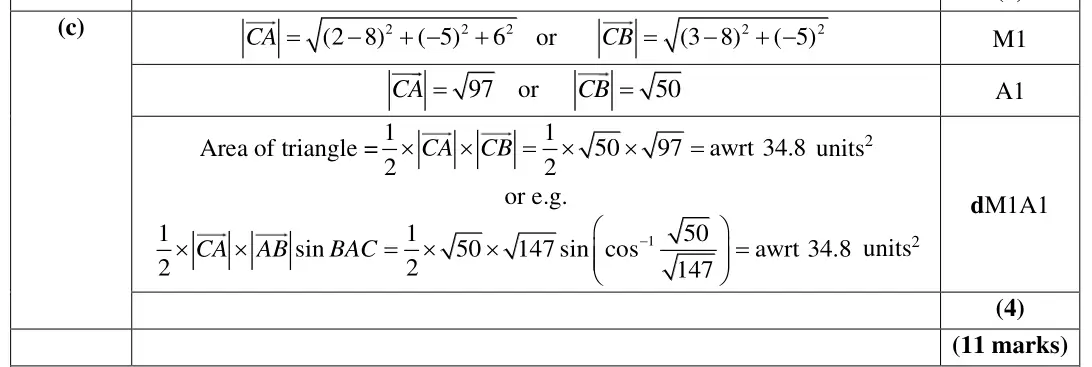 (c)
|CA⃗| = √((2−8)² + (−5)² + 6²) or |CB⃗| = √((3−8)² + (−5)²) M1
|CA⃗| = √97 or |CB⃗| = √50 A1
Area of triangle = 1/2 × |CA⃗| × |CB⃗| = 1/2 × √50 × √97 = awrt 34.8 units²
or e.g.
dM1A1
1/2 × |CA⃗| × |AB⃗| sin BAC = 1/2 × √50 × √147 sin(cos⁻¹ √50/√147) = awrt 34.8 units²
(4)
(11 marks)